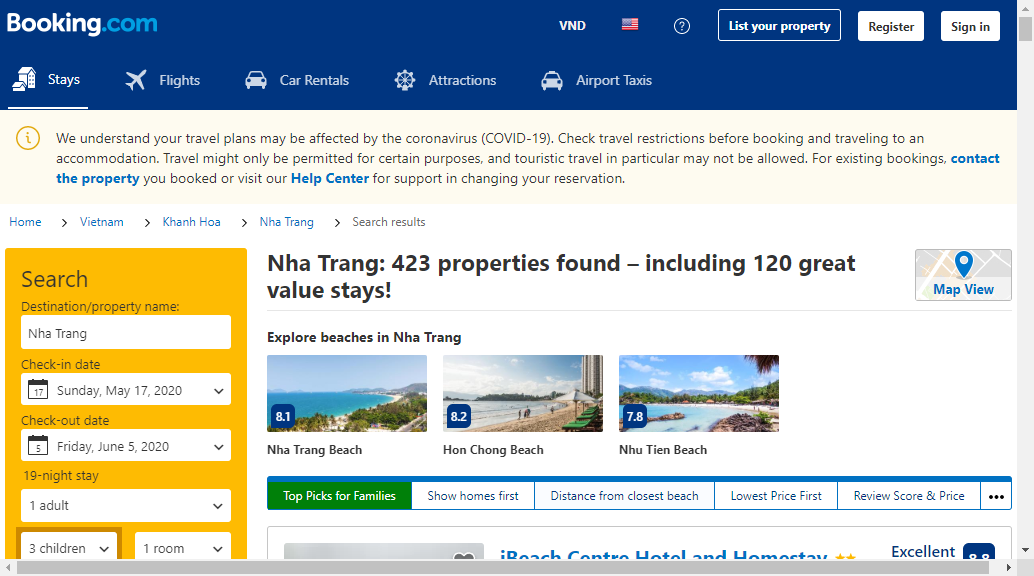 Booking.com
VND
List your property
Register
Sign in
Stays
Flights
Car Rentals
Attractions
Airport Taxis
We understand your travel plans may be affected by the coronavirus (COVID-19). Check travel restrictions before booking and traveling to an
accommodation. Travel might only be permitted for certain purposes, and touristic travel in particular may not be allowed. For existing bookings, contact
the property you booked or visit our Help Center for support in changing your reservation.
Home > Vietnam > Khanh Hoa > Nha Trang > Search results
Search
Destination/property name:
Nha Trang
Check-in date
17
Sunday, May 17, 2020
Check-out date
5
Friday, June 5, 2020
19-night stay
1 adult
3 children
1 room
Nha Trang: 423 properties found – including 120 great
value stays!
Map View
Explore beaches in Nha Trang
8.1
Nha Trang Beach
8.2
Hon Chong Beach
7.8
Nhu Tien Beach
Top Picks for Families
Show homes first
Distance from closest beach
Lowest Price First
Review Score & Price
•••
iBeach Centre Hotel and Homestay
Excellent
8.8